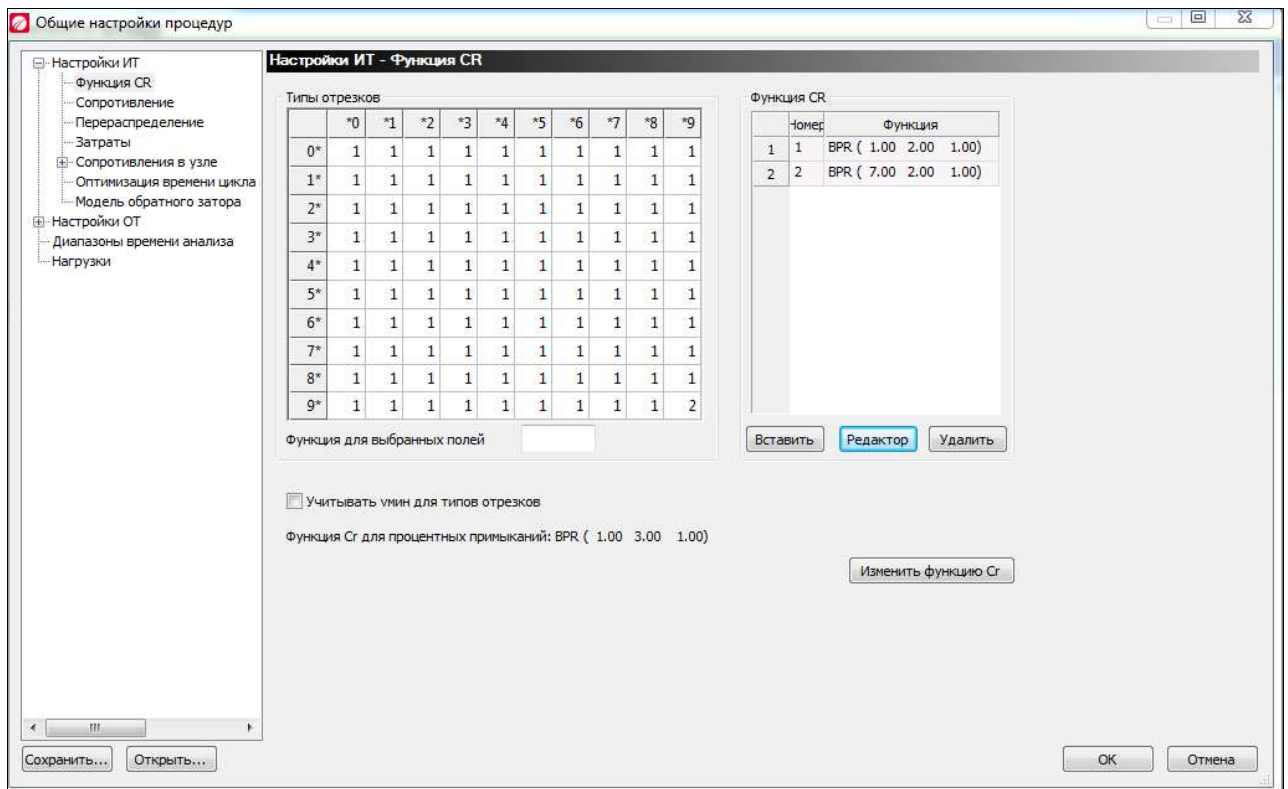 Общие настройки процедур
Настройки ИТ
Функция CR
Сопротивление
Перераспределение
Затраты
Сопротивления в узле
Оптимизация времени цикла
Модель обратного затора
Настройки ОТ
Диапазоны времени анализа
Нагрузки
Настройки ИТ - Функция CR
Типы отрезков
*0 *1 *2 *3 *4 *5 *6 *7 *8 *9
0* 1 1 1 1 1 1 1 1 1 1
1* 1 1 1 1 1 1 1 1 1 1
2* 1 1 1 1 1 1 1 1 1 1
3* 1 1 1 1 1 1 1 1 1 1
4* 1 1 1 1 1 1 1 1 1 1
5* 1 1 1 1 1 1 1 1 1 1
6* 1 1 1 1 1 1 1 1 1 1
7* 1 1 1 1 1 1 1 1 1 1
8* 1 1 1 1 1 1 1 1 1 1
9* 1 1 1 1 1 1 1 1 1 2
Функция для выбранных полей
Функция CR
Номер Функция
1 1 BPR ( 1.00 2.00 1.00)
2 2 BPR ( 7.00 2.00 1.00)
Вставить Редактор Удалить
Учитывать vмин для типов отрезков
Функция Cr для процентных примыканий: BPR ( 1.00 3.00 1.00)
Изменить функцию Cr
Сохранить... Открыть...
OK Отмена